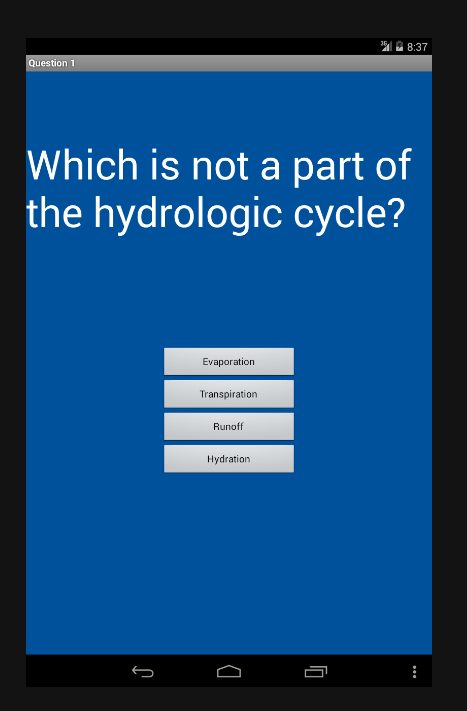 3G 8:37
Question 1
Which is not a part of
the hydrologic cycle?
Evaporation
Transpiration
Runoff
Hydration